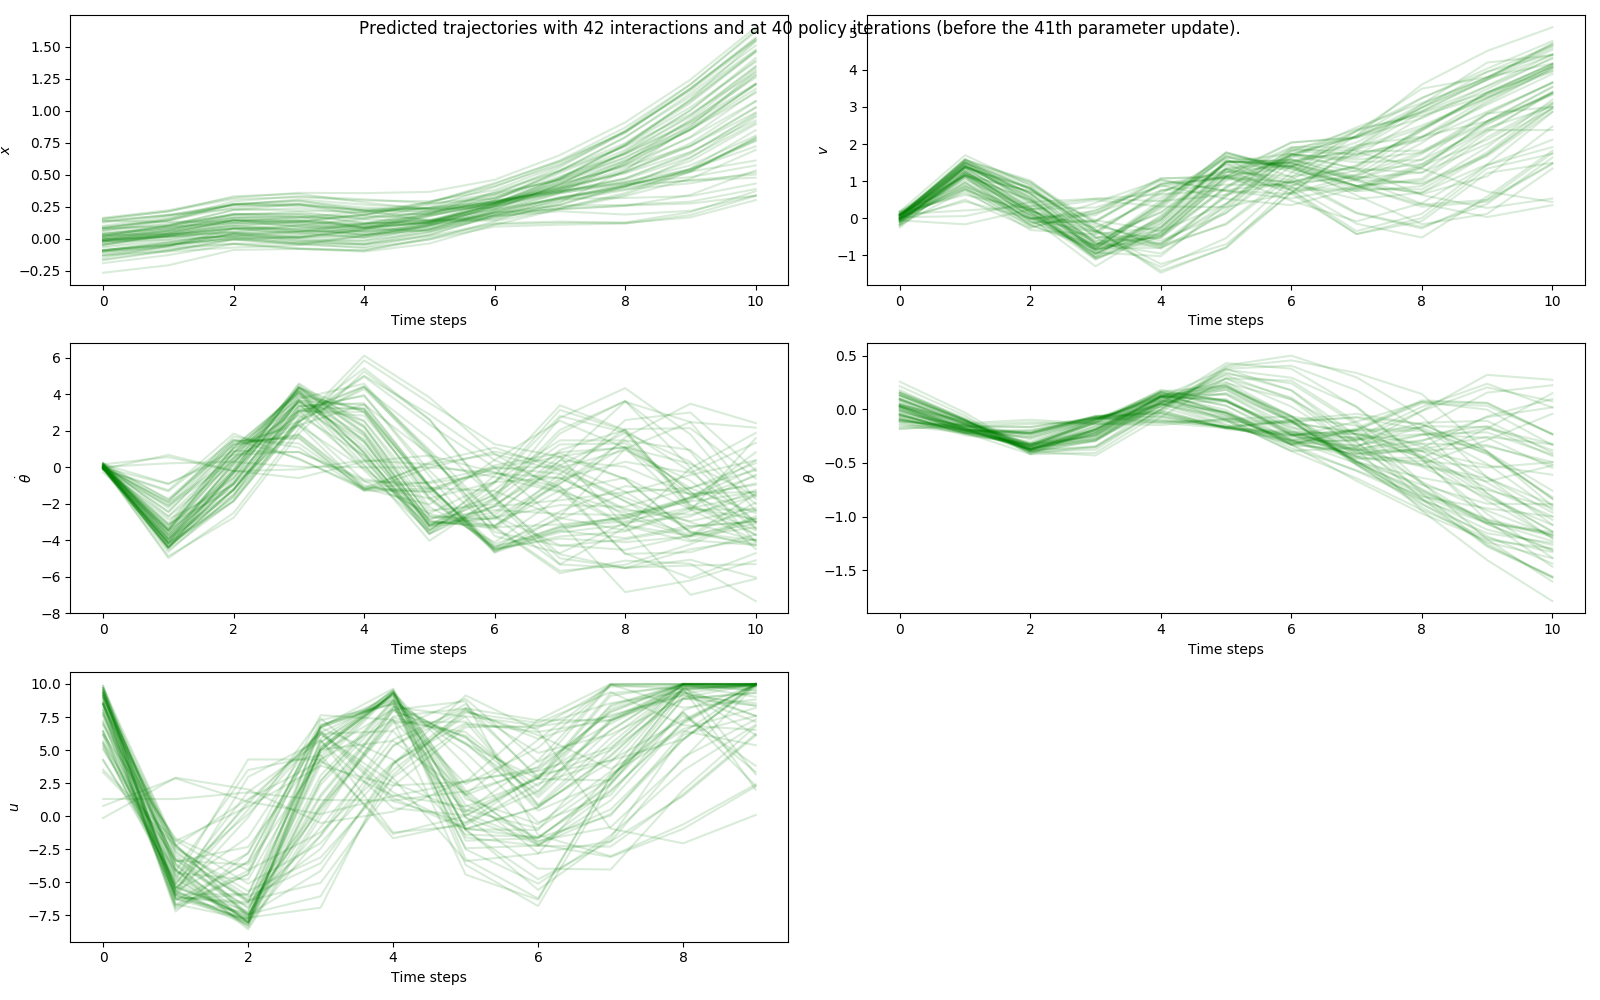 Predicted trajectories with 42 interactions and at 40 policy iterations (before the 41th parameter update).
1.50
1.25
1.00
0.75
0.50
0.25
0.00
−0.25
x
0 2 4 6 8 10
Time steps
5
4
3
2
1
0
−1
v
0 2 4 6 8 10
Time steps
6
4
2
0
−2
−4
−6
−8
θ̇
0 2 4 6 8 10
Time steps
0.5
0.0
−0.5
−1.0
−1.5
θ
0 2 4 6 8 10
Time steps
10.0
7.5
5.0
2.5
0.0
−2.5
−5.0
−7.5
u
0 2 4 6 8
Time steps